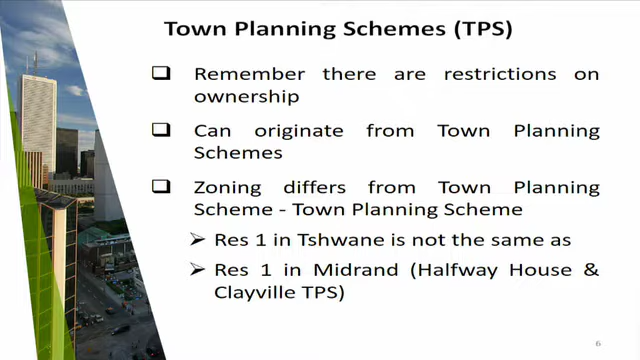 Town Planning Schemes (TPS)
❑ Remember there are restrictions on
ownership
❑ Can originate from Town Planning
Schemes
❑ Zoning differs from Town Planning
Scheme - Town Planning Scheme
➢ Res 1 in Tshwane is not the same as
➢ Res 1 in Midrand (Halfway House &
Clayville TPS)
6